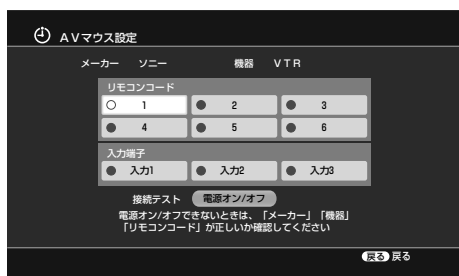 AVマウス設定
メーカー ソニー 機器 VTR
リモコンコード
1 2 3
4 5 6
入力端子
入力1 入力2 入力3
接続テスト 電源オン/オフ
電源オン/オフできないときは、「メーカー」「機器」
「リモコンコード」が正しいか確認してください
戻る 戻る